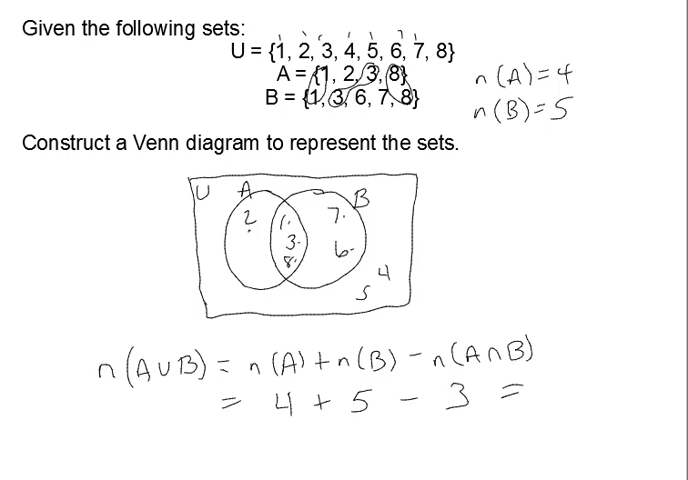 Given the following sets:
U = {1, 2, 3, 4, 5, 6, 7, 8}
A = {1, 2, 3, 8}
n(A) = 4
B = {1, 3, 6, 7, 8}
n(B) = 5
Construct a Venn diagram to represent the sets.
U A B
2 1. 7.
3. 6.
8. 4
5
n(A∪B) = n(A) + n(B) - n(A∩B)
= 4 + 5 - 3 =